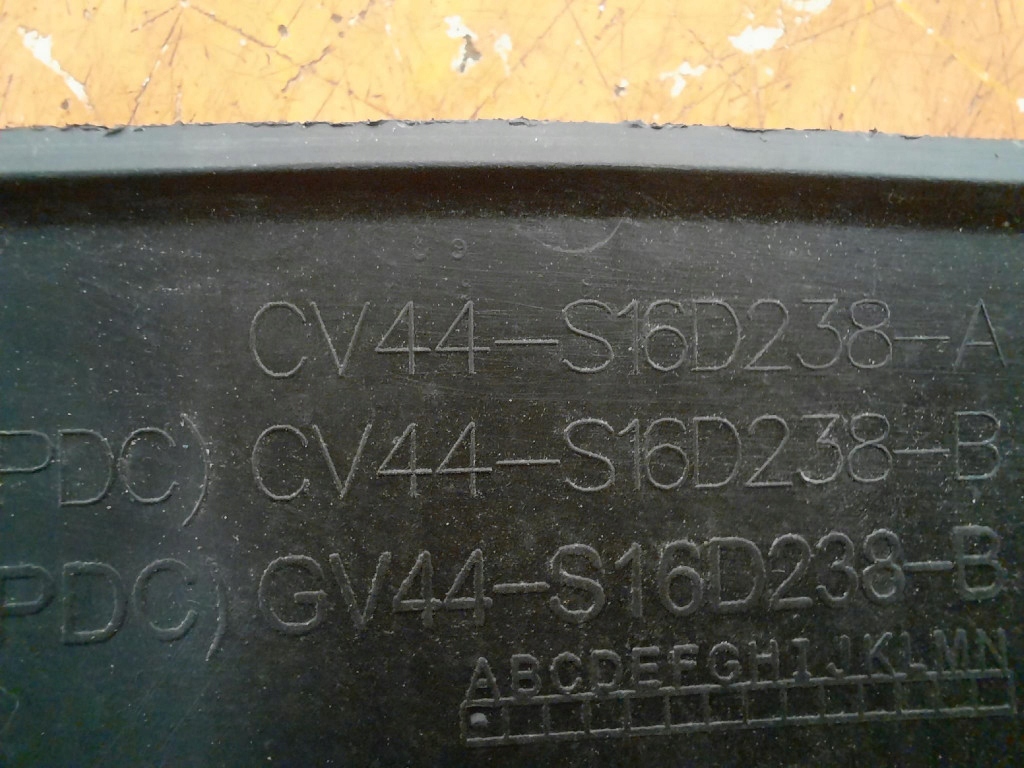 CV44-S16D238-A
PDC) CV44-S16D238-B
PDC) GV44-S16D238-B
ABCDEFGHIJKLMN